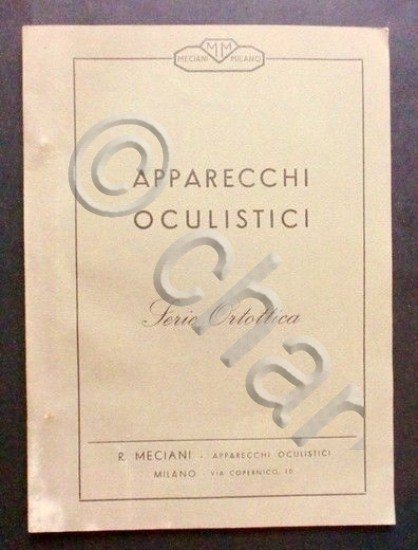 MM
MECIANI MILANO
APPARECCHI
OCULISTICI
Serie Ortottica
R. MECIANI - APPARECCHI OCULISTICI
MILANO - VIA COPERNICO, 10
© char